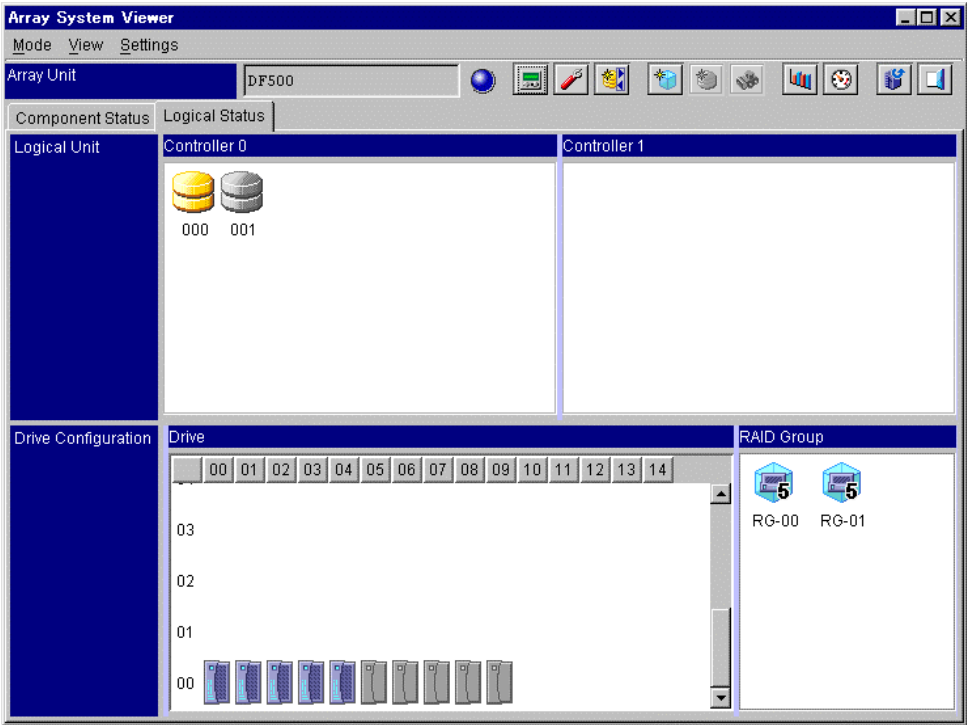 Array System Viewer
Mode View Settings
Array Unit DF500
Component Status Logical Status
Logical Unit Controller 0 Controller 1
000 001
Drive Configuration Drive RAID Group
00 01 02 03 04 05 06 07 08 09 10 11 12 13 14
5 5
RG-00 RG-01
03
02
01
00